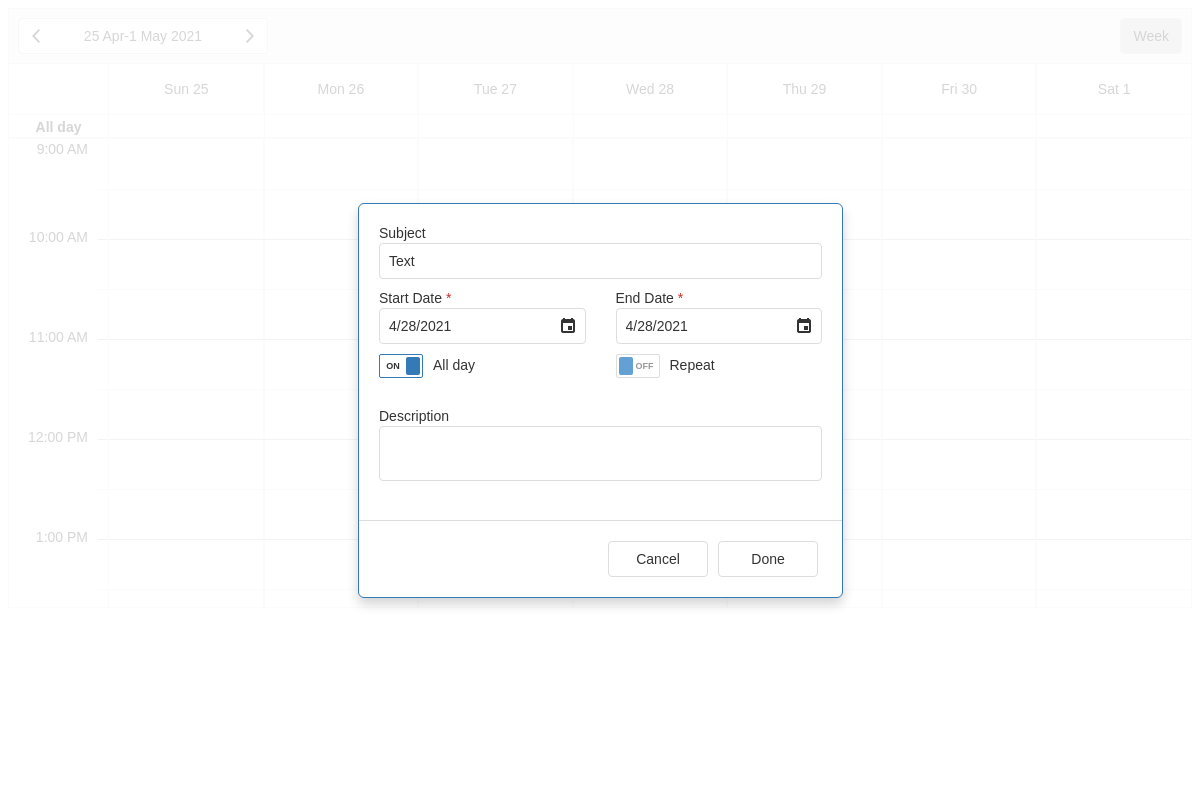 25 Apr-1 May 2021 Week
Sun 25 Mon 26 Tue 27 Wed 28 Thu 29 Fri 30 Sat 1
All day
9:00 AM
10:00 AM
11:00 AM
12:00 PM
1:00 PM
Subject
Text
Start Date * End Date *
4/28/2021 4/28/2021
ON All day OFF Repeat
Description
Cancel Done